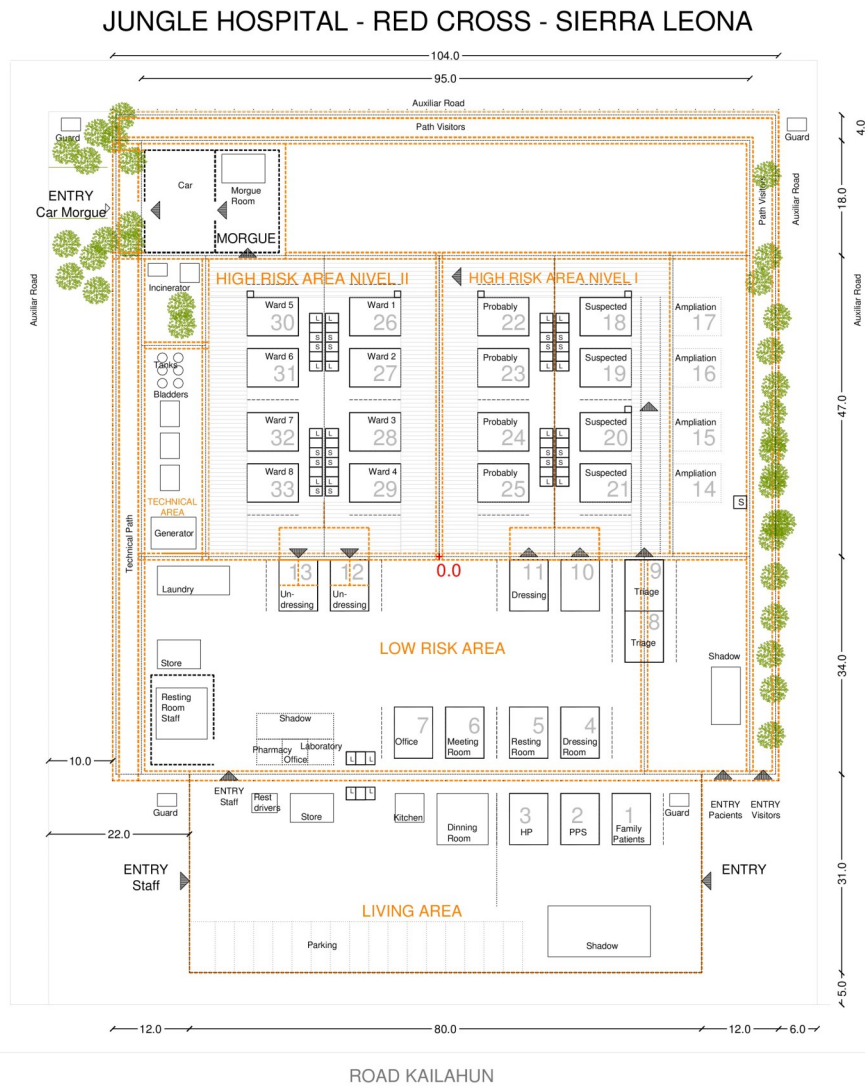 JUNGLE HOSPITAL - RED CROSS - SIERRA LEONA
104.0
95.0
Auxiliar Road
Path Visitors
Guard
Guard
4.0
ENTRY
Car Morgue
Car
Morgue
Room
MORGUE
Path Visitors
Auxiliar Road
18.0
Auxiliar Road
Auxiliar Road
Incinerator
HIGH RISK AREA NIVEL II
HIGH RISK AREA NIVEL I
Ward 5
30
Ward 1
26
Probably
22
Suspected
18
Ampliation
17
L L
L L
S S
S S
S S
S S
L L
L L
Tanks
Bladders
Ward 6
31
Ward 2
27
Probably
23
Suspected
19
Ampliation
16
47.0
Ward 7
32
Ward 3
28
Probably
24
Suspected
20
Ampliation
15
L L
L L
S S
S S
S S
S S
L L
L L
S S
S S
Ward 8
33
Ward 4
29
Probably
25
Suspected
21
Ampliation
14
S
TECHNICAL
AREA
Generator
Technical Path
0.0
Laundry
13
Un-
dressing
12
Un-
dressing
11
Dressing
10
9
Triage
8
Triage
LOW RISK AREA
34.0
Store
Shadow
Resting
Room
Staff
Shadow
Pharmacy
Laboratory
Office
7
Office
6
Meeting
Room
5
Resting
Room
4
Dressing
Room
L L
10.0
ENTRY
Staff
ENTRY
Pacients
ENTRY
Visitors
Guard
Rest
drivers
Store
L L
Kitchen
Dinning
Room
3
HP
2
PPS
1
Family
Patients
Guard
22.0
ENTRY
Staff
ENTRY
31.0
LIVING AREA
Parking
Shadow
5.0
12.0
80.0
12.0
6.0
ROAD KAILAHUN